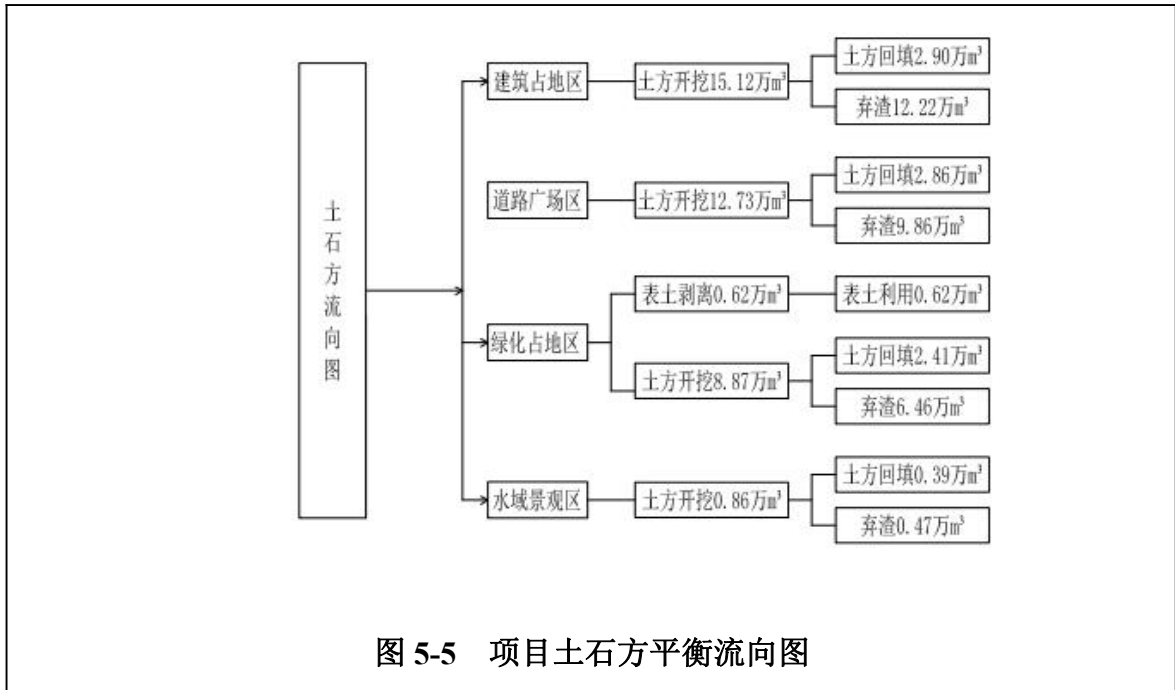 土石方流向图
建筑占地区
土方开挖15.12万m³
土方回填2.90万m³
弃渣12.22万m³
道路广场区
土方开挖12.73万m³
土方回填2.86万m³
弃渣9.86万m³
绿化占地区
表土剥离0.62万m³
表土利用0.62万m³
土方开挖8.87万m³
土方回填2.41万m³
弃渣6.46万m³
水域景观区
土方开挖0.86万m³
土方回填0.39万m³
弃渣0.47万m³
图 5-5 项目土石方平衡流向图